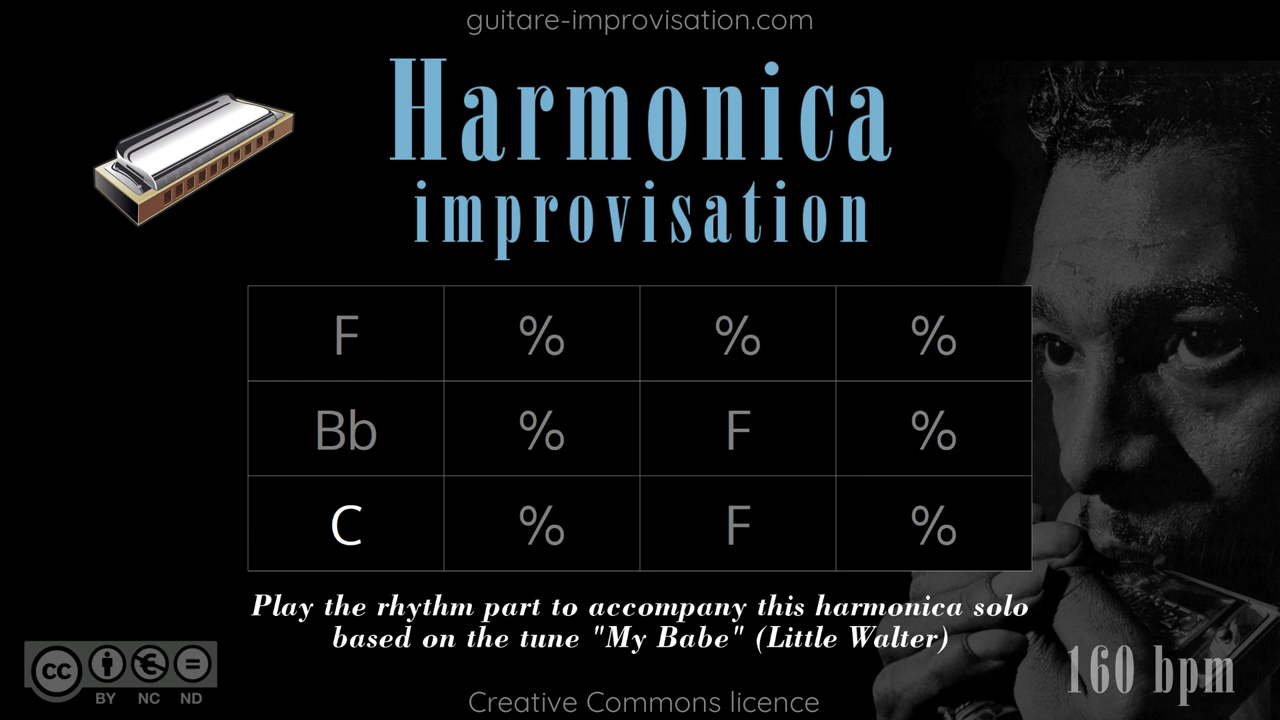 guitare-improvisation.com
Harmonica
improvisation
F % % %
Bb % F %
C % F %
Play the rhythm part to accompany this harmonica solo
based on the tune "My Babe" (Little Walter)
160 bpm
cc
BY NC ND
Creative Commons licence